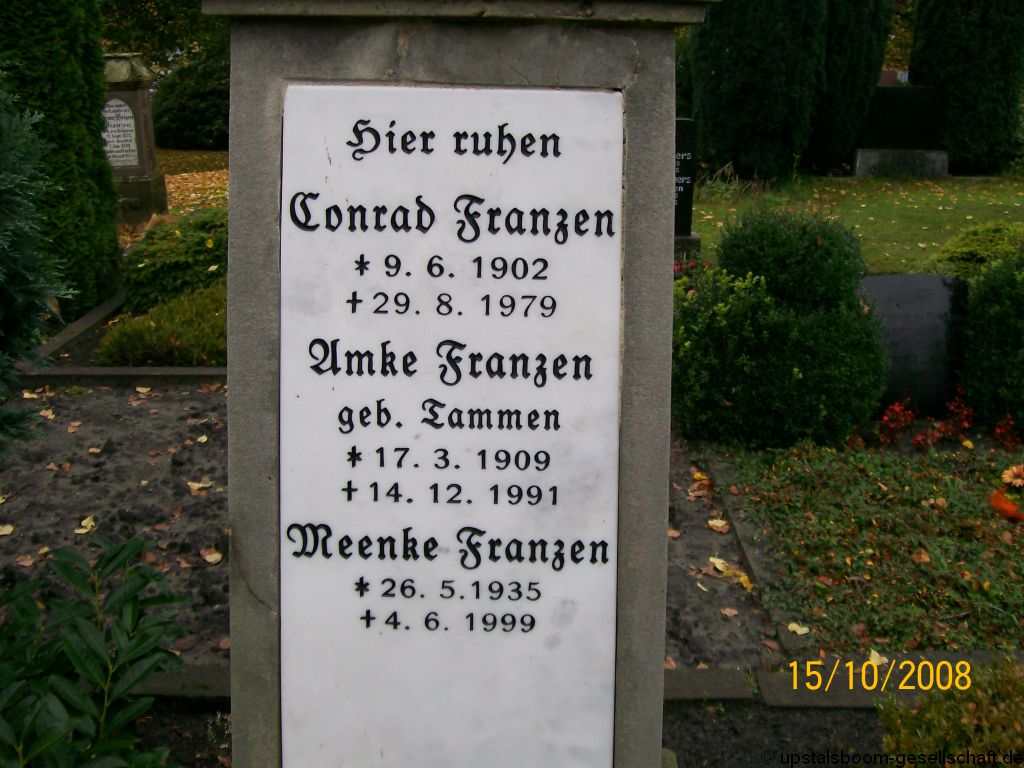 Hier ruhen
Conrad Franzen
* 9. 6. 1902
† 29. 8. 1979
Amke Franzen
geb. Tammen
* 17. 3. 1909
† 14. 12. 1991
Meenke Franzen
* 26. 5. 1935
† 4. 6. 1999
15/10/2008
© upstalsboom-gesellschaft.de